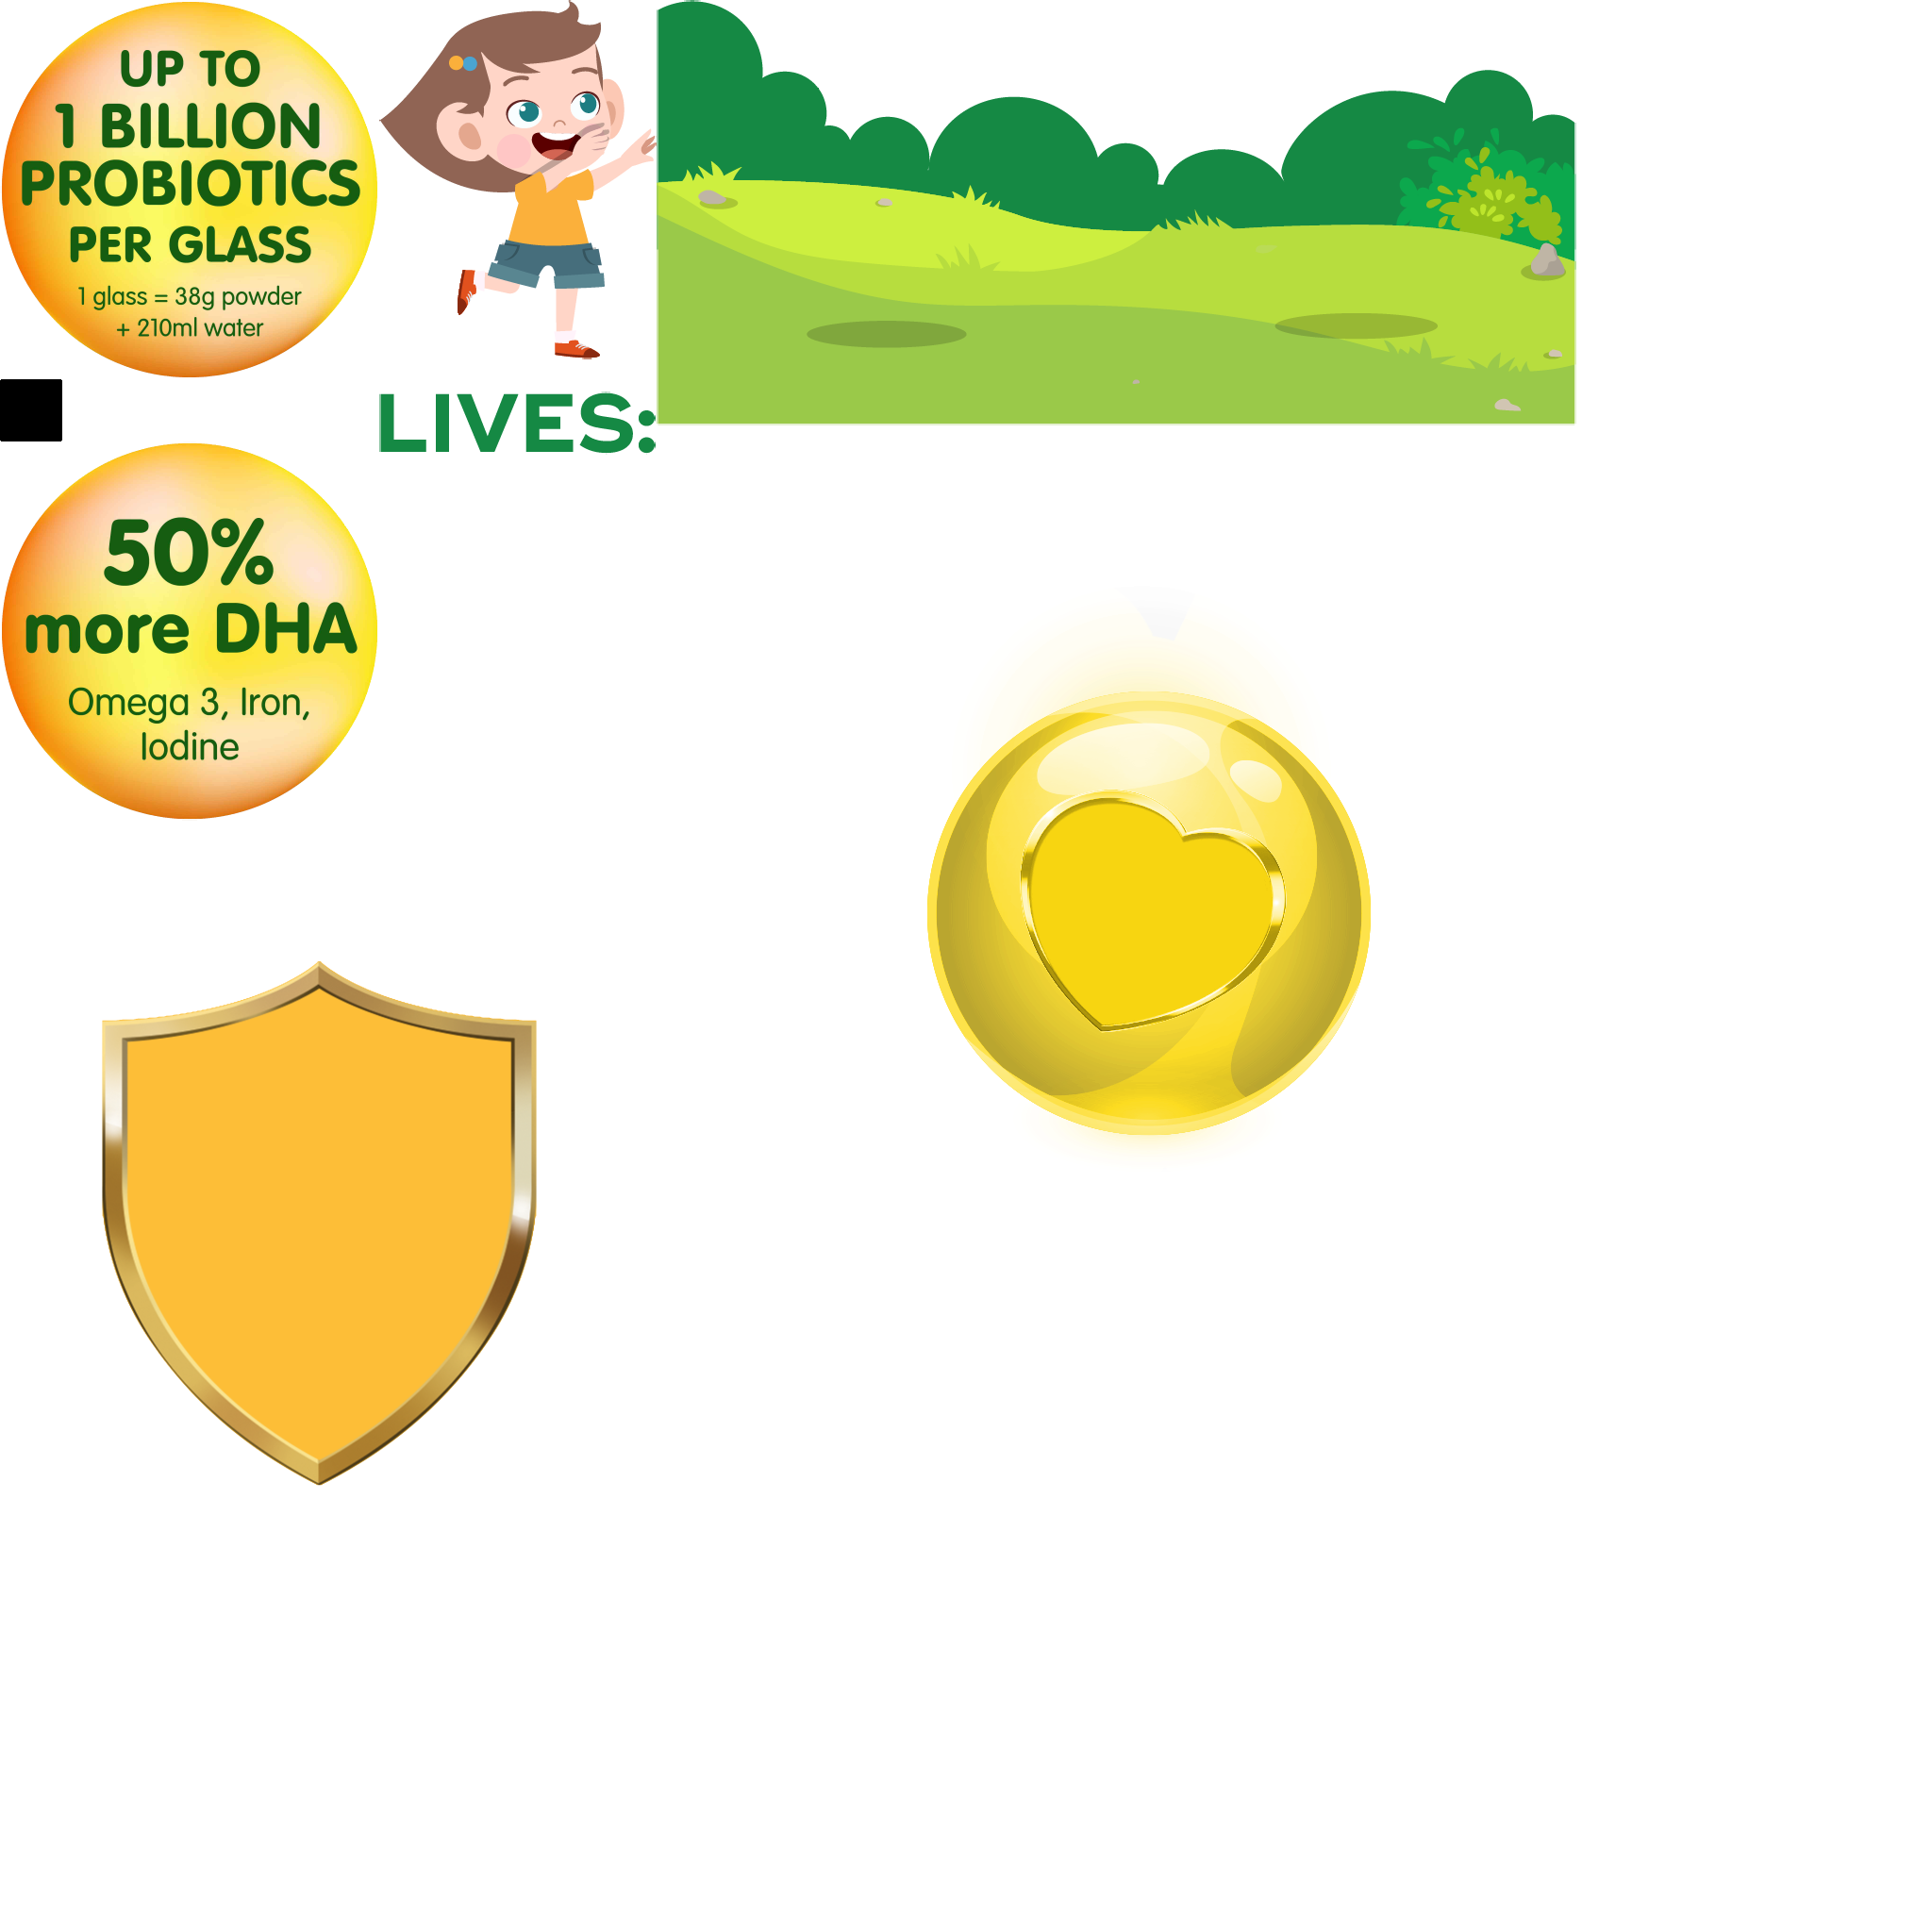 UP TO
1 BILLION
PROBIOTICS
PER GLASS
1 glass = 38g powder
+ 210ml water
LIVES:
50%
more DHA
Omega 3, Iron,
Iodine